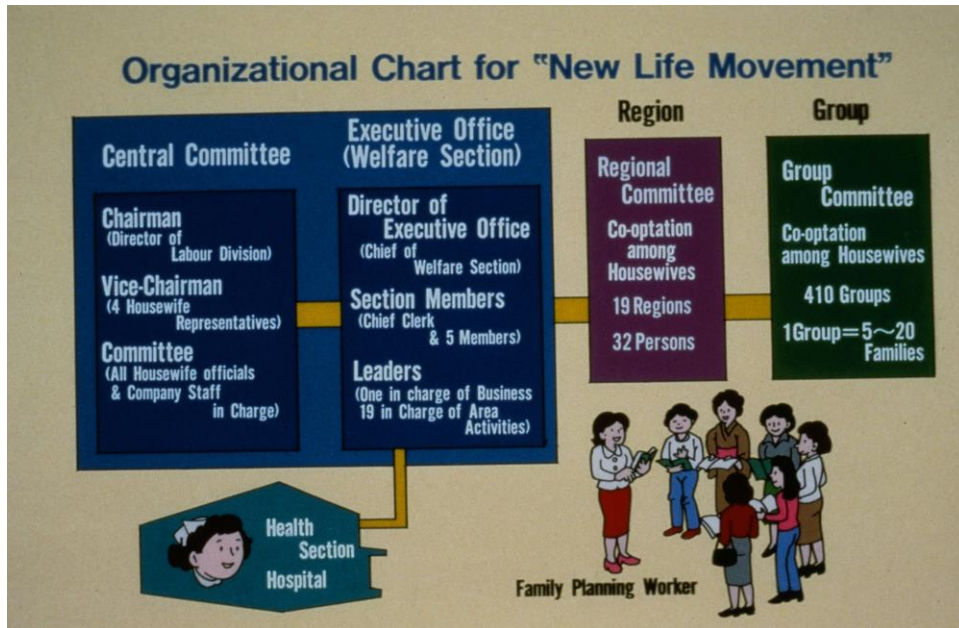 Organizational Chart for "New Life Movement"
Central Committee
Chairman
(Director of
Labour Division)
Vice-Chairman
(4 Housewife
Representatives)
Committee
(All Housewife officials
& Company Staff
in Charge)
Executive Office
(Welfare Section)
Director of
Executive Office
(Chief of
Welfare Section)
Section Members
(Chief Clerk
& 5 Members)
Leaders
(One in charge of Business
19 in Charge of Area
Activities)
Region
Regional
Committee
Co-optation
among
Housewives
19 Regions
32 Persons
Group
Group
Committee
Co-optation
among Housewives
410 Groups
1Group=5~20
Families
Health
Section
Hospital
Family Planning Worker